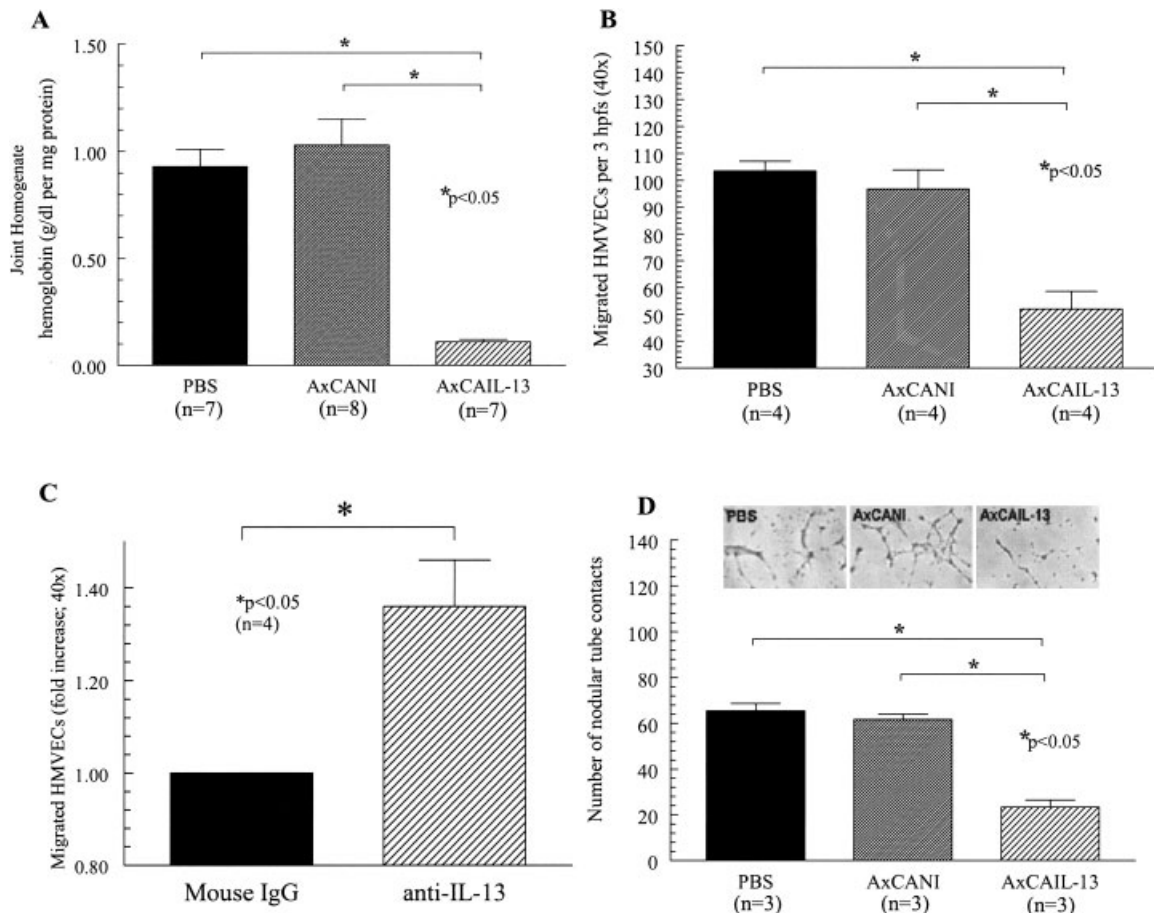 A
Joint Homogenate
hemoglobin (g/dl per mg protein)
1.50
1.00
0.50
0.00
*
*
*p<0.05
PBS
(n=7)
AxCANI
(n=8)
AxCAIL-13
(n=7)
B
Migrated HMVECs per 3 hpfs (40x)
150
140
130
120
110
100
90
80
70
60
50
40
30
*
*
*p<0.05
PBS
(n=4)
AxCANI
(n=4)
AxCAIL-13
(n=4)
C
Migrated HMVECs (fold increase; 40x)
1.40
1.20
1.00
0.80
*
*p<0.05
(n=4)
Mouse IgG
anti-IL-13
D
PBS
AxCANI
AxCAIL-13
Number of nodular tube contacts
140
120
100
80
60
40
20
0
*
*
*p<0.05
PBS
(n=3)
AxCANI
(n=3)
AxCAIL-13
(n=3)